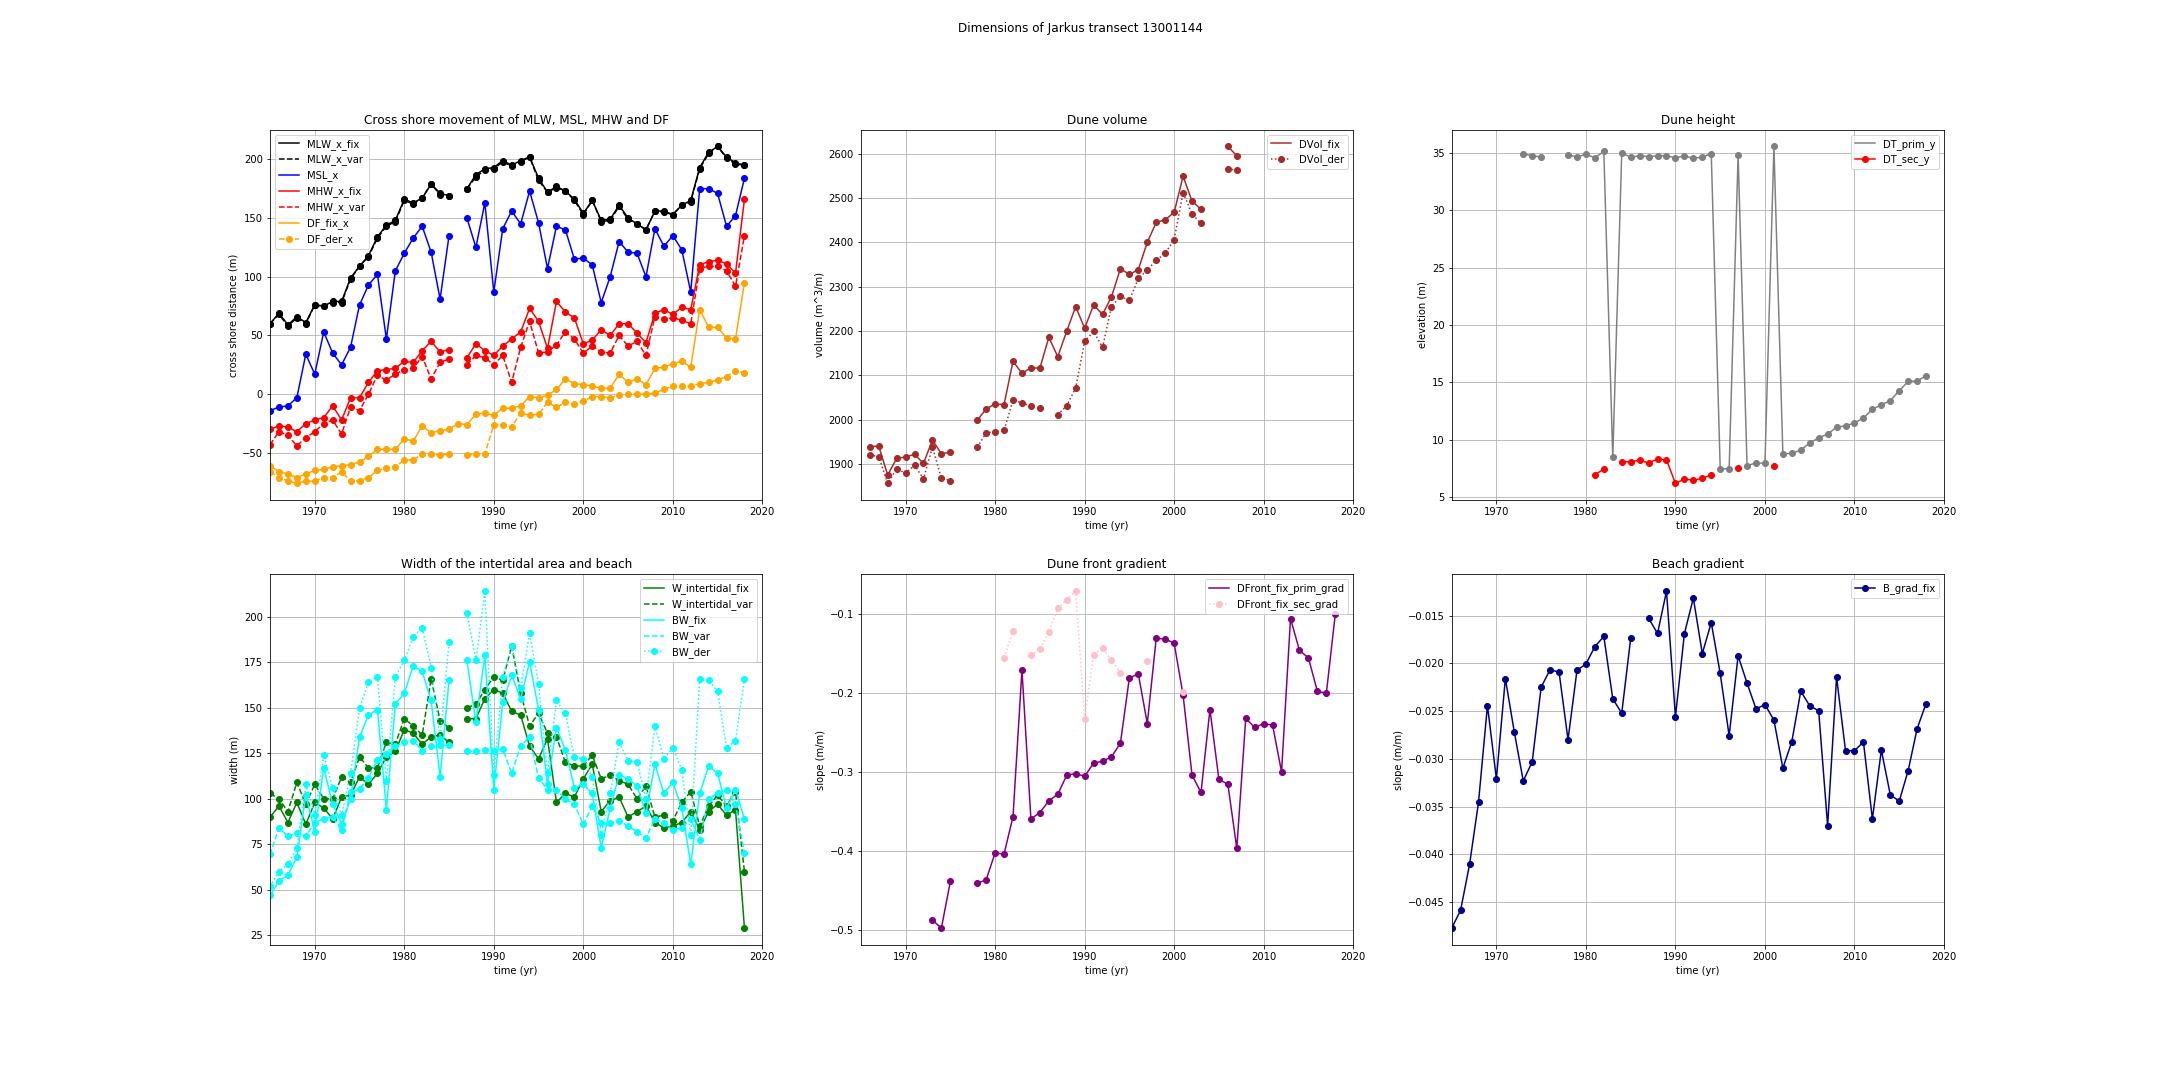 Dimensions of Jarkus transect 13001144
Cross shore movement of MLW, MSL, MHW and DF
MLW_x_fix
MLW_x_var
MSL_x
MHW_x_fix
MHW_x_var
DF_fix_x
DF_der_x
cross shore distance (m)
200
150
100
50
0
−50
1970 1980 1990 2000 2010 2020
time (yr)
Dune volume
DVol_fix
DVol_der
volume (m^3/m)
2600
2500
2400
2300
2200
2100
2000
1900
1970 1980 1990 2000 2010 2020
time (yr)
Dune height
DT_prim_y
DT_sec_y
elevation (m)
35
30
25
20
15
10
5
1970 1980 1990 2000 2010 2020
time (yr)
Width of the intertidal area and beach
W_intertidal_fix
W_intertidal_var
BW_fix
BW_var
BW_der
width (m)
200
175
150
125
100
75
50
25
1970 1980 1990 2000 2010 2020
time (yr)
Dune front gradient
DFront_fix_prim_grad
DFront_fix_sec_grad
slope (m/m)
−0.1
−0.2
−0.3
−0.4
−0.5
1970 1980 1990 2000 2010 2020
time (yr)
Beach gradient
B_grad_fix
slope (m/m)
−0.015
−0.020
−0.025
−0.030
−0.035
−0.040
−0.045
1970 1980 1990 2000 2010 2020
time (yr)